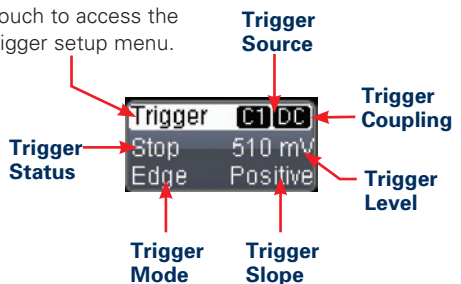 ouch to access the
rigger setup menu.
Trigger
Source
Trigger C1 DC
Stop 510 mV
Edge Positive
Trigger
Coupling
Trigger
Status
Trigger
Level
Trigger
Mode
Trigger
Slope